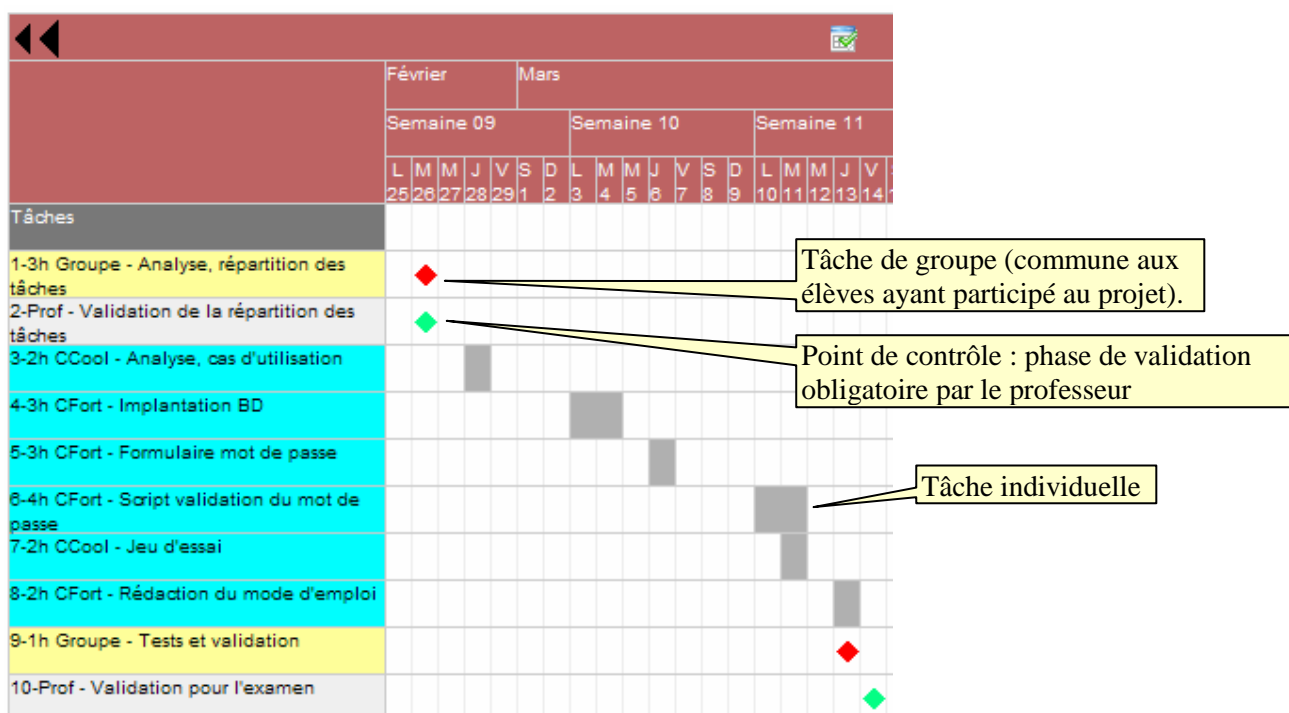 Février Mars
Semaine 09 Semaine 10 Semaine 11
L M M J V S D L M M J V S D L M M J V
25 26 27 28 29 1 2 3 4 5 6 7 8 9 10 11 12 13 14
Tâches
1-3h Groupe - Analyse, répartition des
tâches
Tâche de groupe (commune aux
élèves ayant participé au projet).
2-Prof - Validation de la répartition des
tâches
Point de contrôle : phase de validation
obligatoire par le professeur
3-2h CCool - Analyse, cas d'utilisation
4-3h CFort - Implantation BD
5-3h CFort - Formulaire mot de passe
6-4h CFort - Script validation du mot de
passe
Tâche individuelle
7-2h CCool - Jeu d'essai
8-2h CFort - Rédaction du mode d'emploi
9-1h Groupe - Tests et validation
10-Prof - Validation pour l'examen